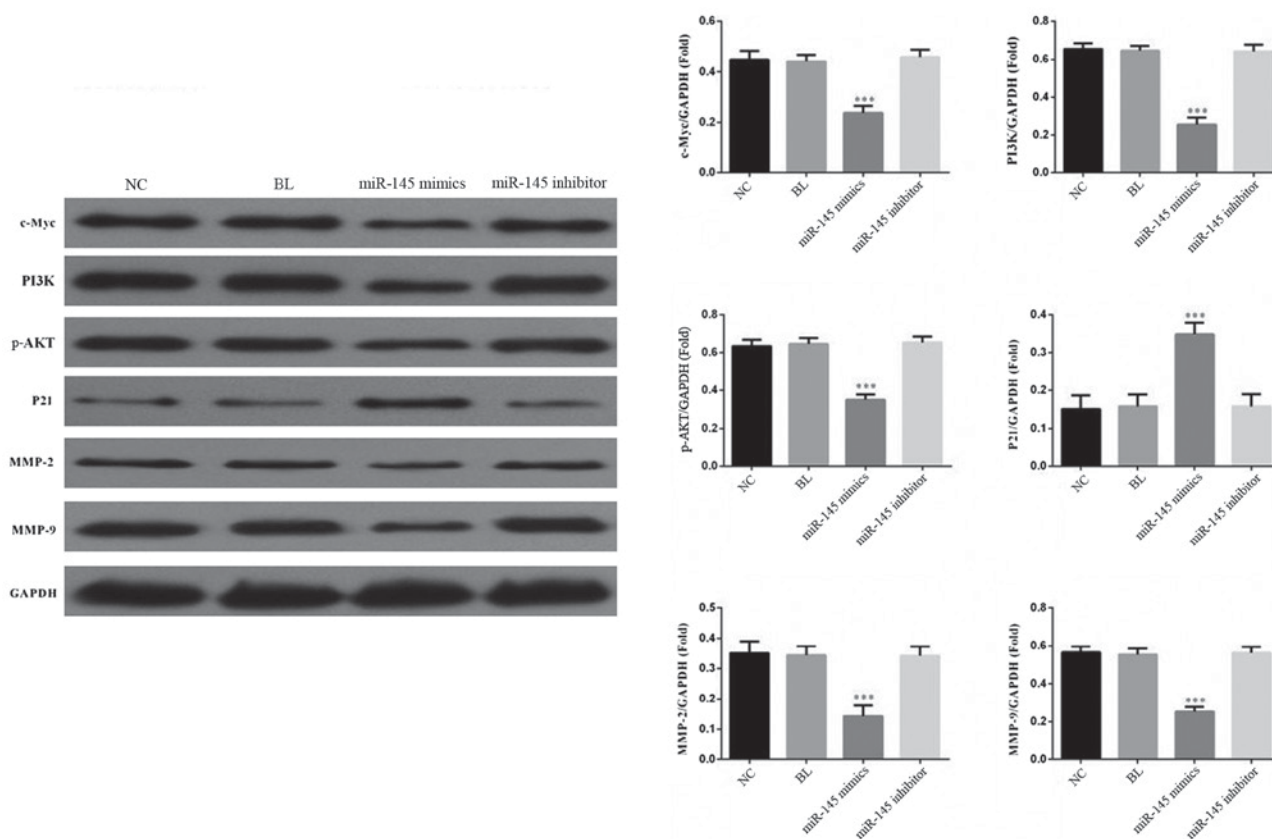 NC BL miR-145 mimics miR-145 inhibitor
c-Myc
PI3K
p-AKT
P21
MMP-2
MMP-9
GAPDH
c-Myc/GAPDH (Fold)
0.6
0.4
0.2
0.0
***
NC BL miR-145 mimics miR-145 inhibitor
PI3K/GAPDH (Fold)
0.8
0.6
0.4
0.2
0.0
***
NC BL miR-145 mimics miR-145 inhibitor
p-AKT/GAPDH (Fold)
0.8
0.6
0.4
0.2
0.0
***
NC BL miR-145 mimics miR-145 inhibitor
P21/GAPDH (Fold)
0.4
0.3
0.2
0.1
0.0
***
NC BL miR-145 mimics miR-145 inhibitor
MMP-2/GAPDH (Fold)
0.5
0.4
0.3
0.2
0.1
0.0
***
NC BL miR-145 mimics miR-145 inhibitor
MMP-9/GAPDH (Fold)
0.8
0.6
0.4
0.2
0.0
***
NC BL miR-145 mimics miR-145 inhibitor